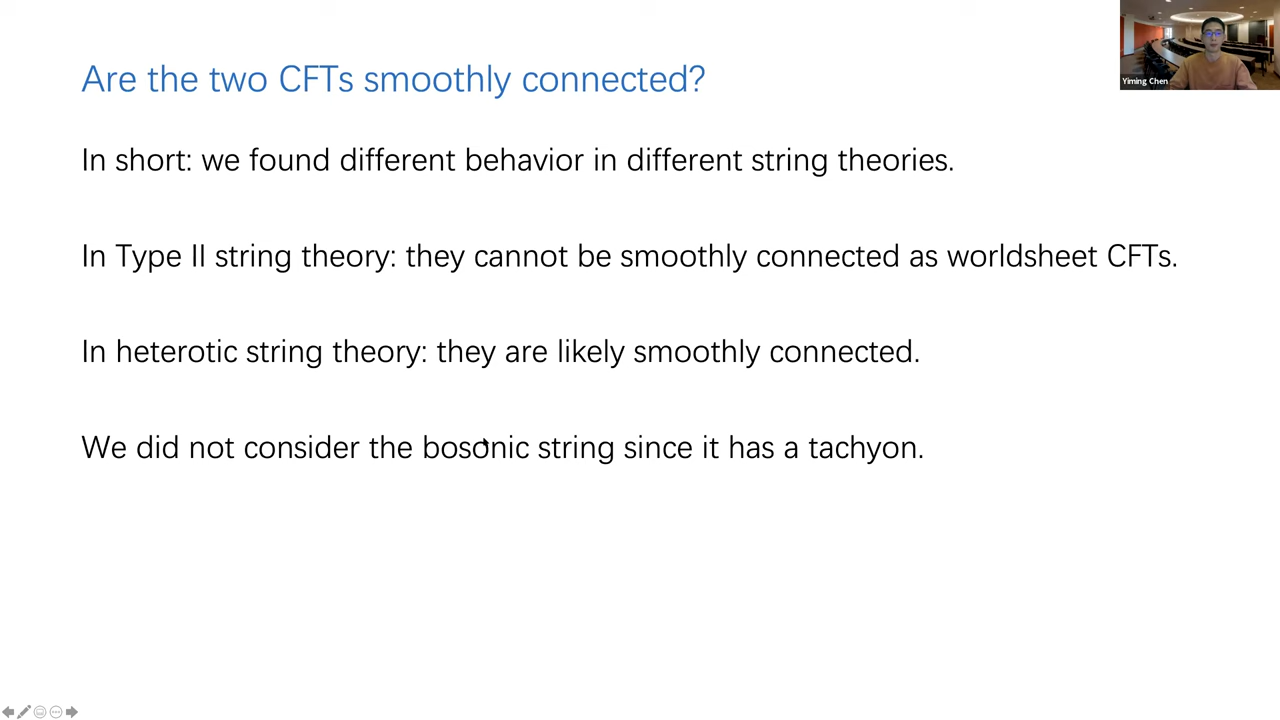 Are the two CFTs smoothly connected?
In short: we found different behavior in different string theories.
In Type II string theory: they cannot be smoothly connected as worldsheet CFTs.
In heterotic string theory: they are likely smoothly connected.
We did not consider the bosonic string since it has a tachyon.
Yiming Chen